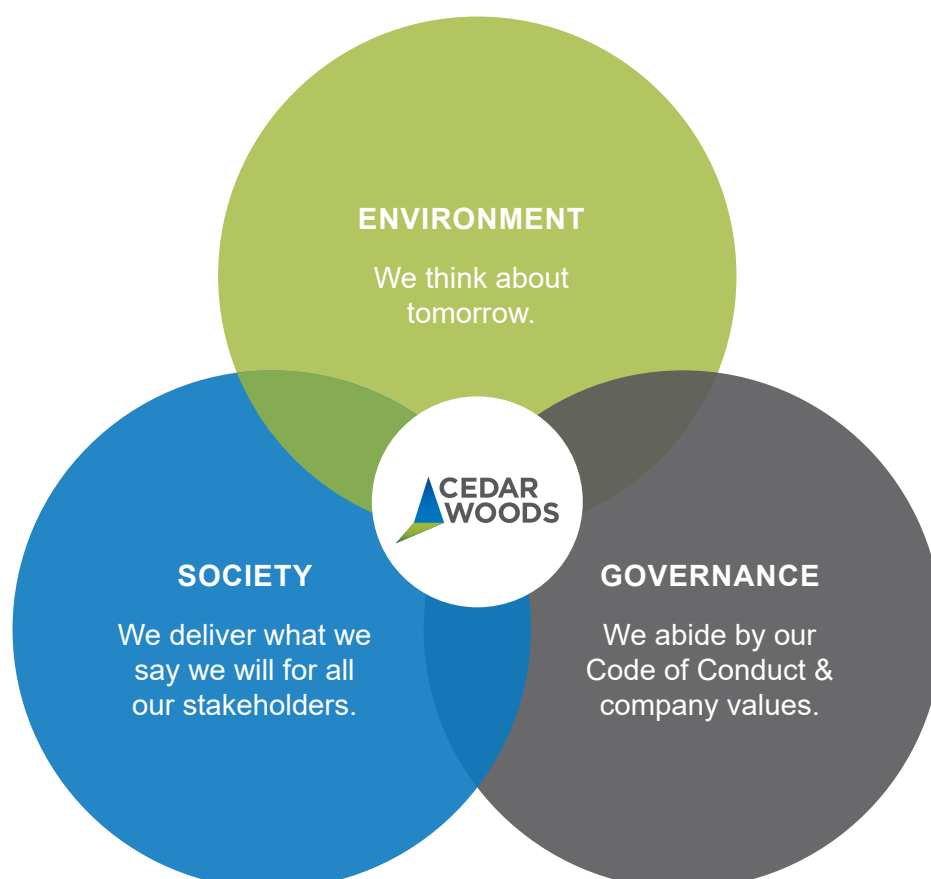 ENVIRONMENT
We think about
tomorrow.
CEDAR
WOODS
SOCIETY
We deliver what we
say we will for all
our stakeholders.
GOVERNANCE
We abide by our
Code of Conduct &
company values.